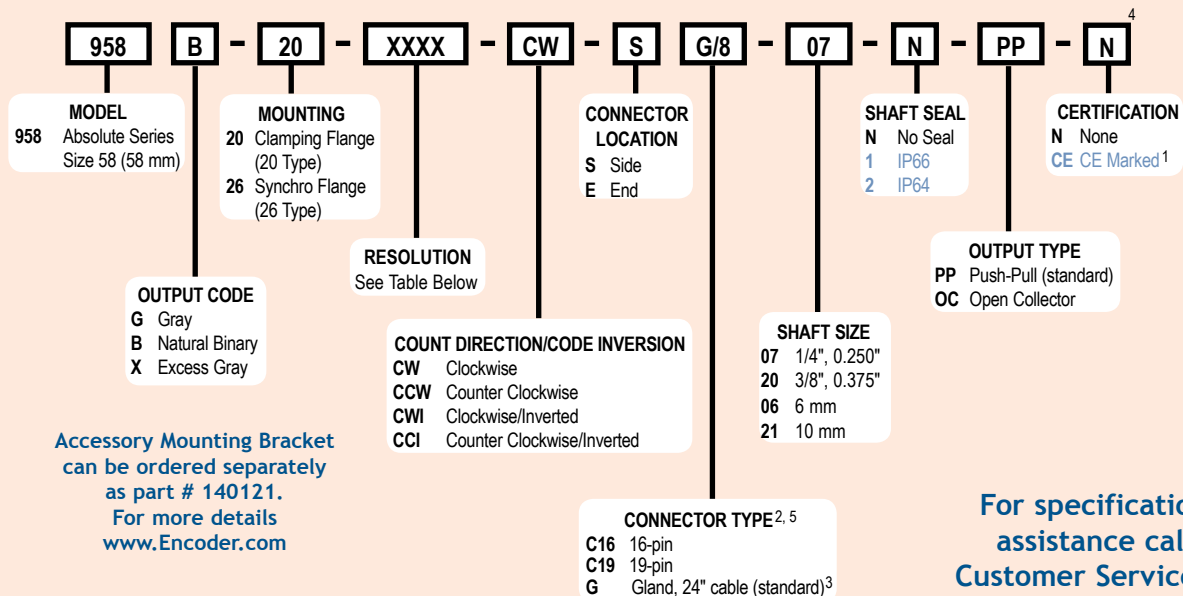 4
958 B - 20 - XXXX - CW - S G/8 - 07 - N - PP - N
MODEL
958 Absolute Series
Size 58 (58 mm)
MOUNTING
20 Clamping Flange
(20 Type)
26 Synchro Flange
(26 Type)
CONNECTOR
LOCATION
S Side
E End
SHAFT SEAL
N No Seal
1 IP66
2 IP64
CERTIFICATION
N None
CE CE Marked 1
RESOLUTION
See Table Below
OUTPUT TYPE
PP Push-Pull (standard)
OC Open Collector
OUTPUT CODE
G Gray
B Natural Binary
X Excess Gray
COUNT DIRECTION/CODE INVERSION
CW Clockwise
CCW Counter Clockwise
CWI Clockwise/Inverted
CCI Counter Clockwise/Inverted
SHAFT SIZE
07 1/4", 0.250"
20 3/8", 0.375"
06 6 mm
21 10 mm
Accessory Mounting Bracket
can be ordered separately
as part # 140121.
For more details
www.Encoder.com
CONNECTOR TYPE 2, 5
C16 16-pin
C19 19-pin
G Gland, 24" cable (standard) 3
For specificatio
assistance cal
Customer Service